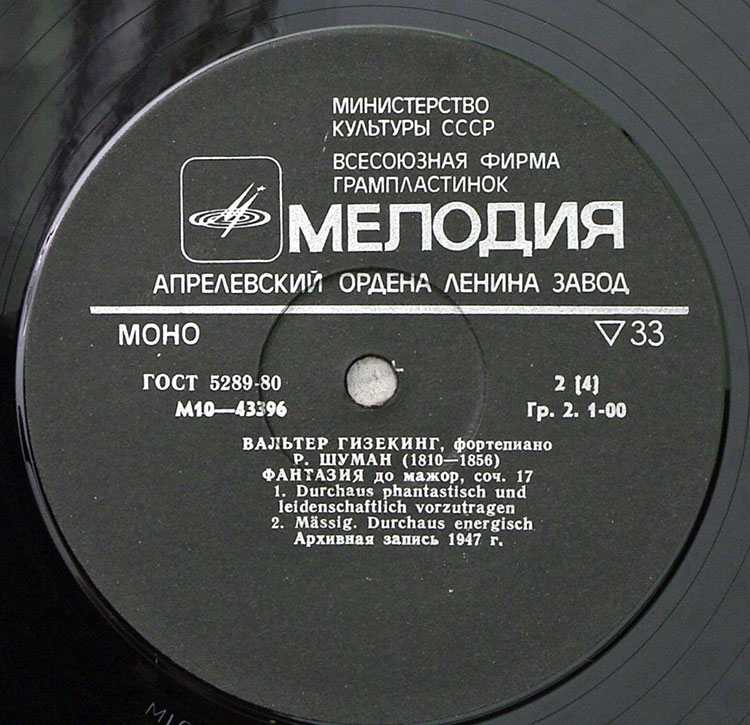 МИНИСТЕРСТВО
КУЛЬТУРЫ СССР
ВСЕСОЮЗНАЯ ФИРМА
ГРАМПЛАСТИНОК
МЕЛОДИЯ
АПРЕЛЕВСКИЙ ОРДЕНА ЛЕНИНА ЗАВОД
МОНО ▽33
ГОСТ 5289-80 2 (4)
М10—43396 Гр. 2. 1-00
ВАЛЬТЕР ГИЗЕКИНГ, фортепиано
Р. ШУМАН (1810—1856)
ФАНТАЗИЯ до мажор, соч. 17
1. Durchaus phantastisch und
leidenschaftlich vorzutragen
2. Mässig. Durchaus energisch
Архивная запись 1947 г.